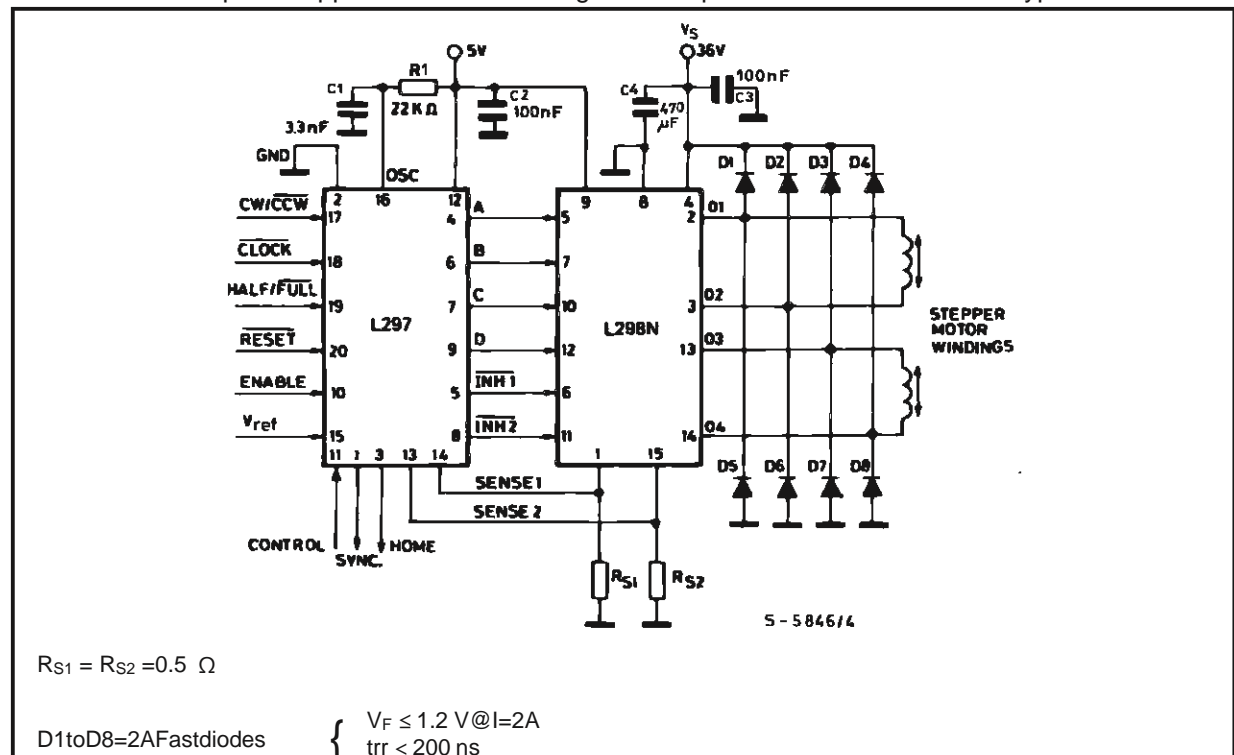 Vs
5V
36V
R1
C1
22KΩ
3.3nF
C2
100nF
C4
470
μF
100nF
C3
GND
OSC
D1 D2 D3 D4
2 16 12
9 8 4
CW/CCW 17
4 A 5
2 O1
CLOCK 18
6 B 7
HALF/FULL 19
7 C 10
3 O2
L297
L298N
STEPPER
MOTOR
WINDINGS
RESET 20
9 D 12
13 O3
ENABLE 10
5 INH1 6
Vref 15
8 INH2 11
14 O4
11 1 3 13 14
1 15
D5 D6 D7 D8
SENSE1
SENSE 2
CONTROL
SYNC.
HOME
RS1
RS2
S-5846/4
RS1 = RS2 =0.5 Ω
VF ≤ 1.2 V@I=2A
D1toD8=2AFastdiodes {
trr < 200 ns